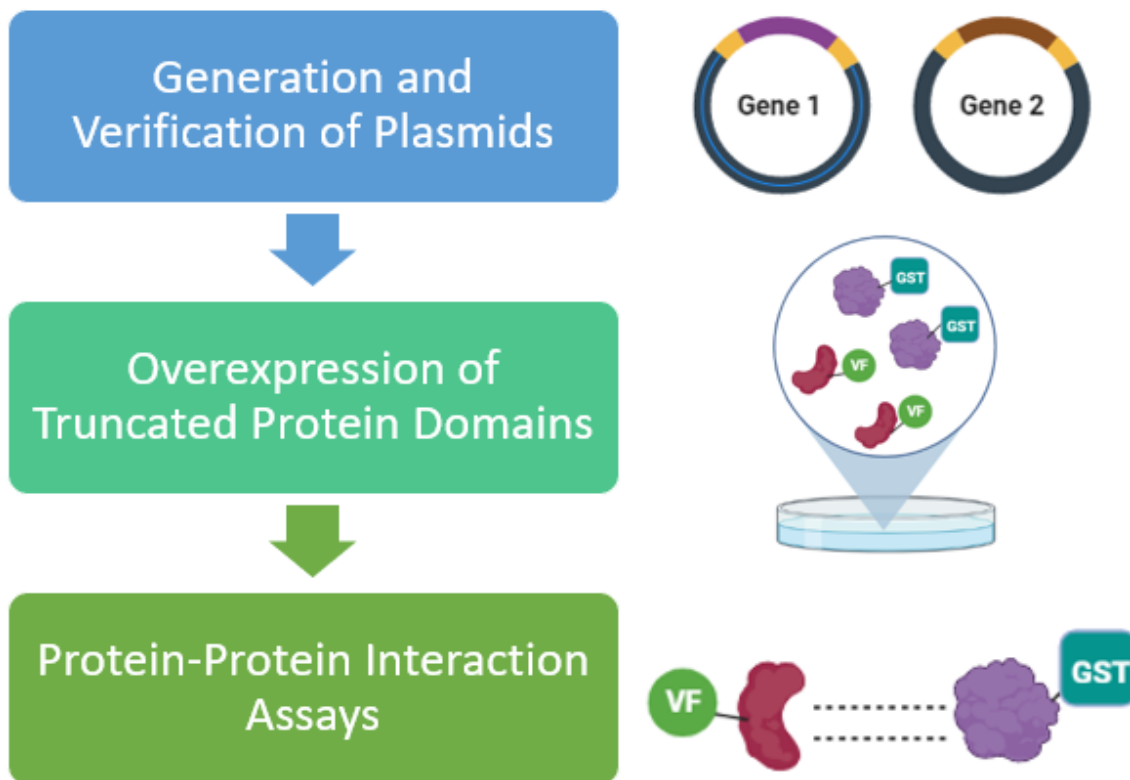 Generation and
Verification of Plasmids
Gene 1
Gene 2
Overexpression of
Truncated Protein Domains
GST
GST
VF
VF
Protein-Protein Interaction
Assays
VF
GST